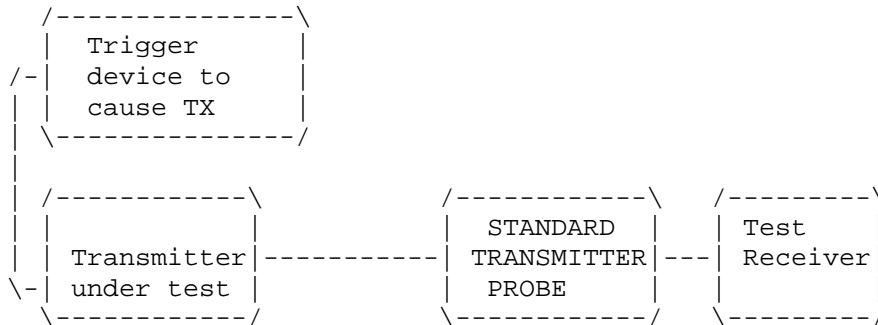 Trigger
device to
cause TX
STANDARD
Test
Transmitter
TRANSMITTER
Receiver
under test
PROBE